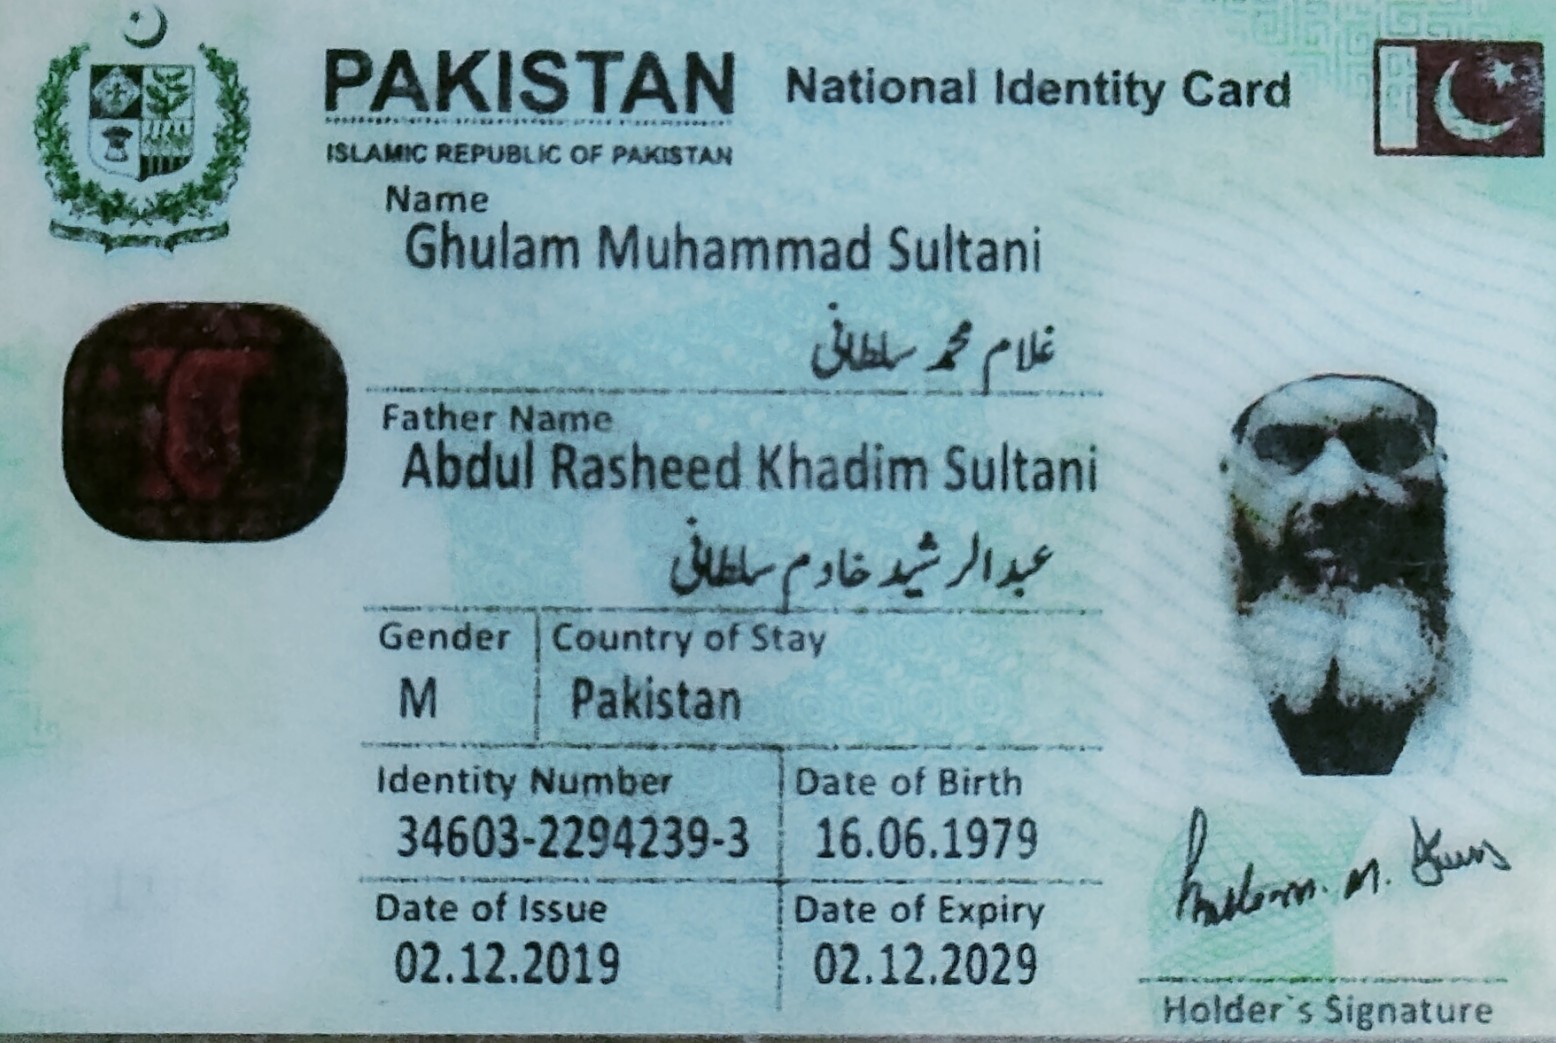 PAKISTAN National Identity Card
ISLAMIC REPUBLIC OF PAKISTAN
Name
Ghulam Muhammad Sultani
غلام محمد سلطانی
Father Name
Abdul Rasheed Khadim Sultani
عبدالرشید خادم سلطانی
Gender Country of Stay
M Pakistan
Identity Number Date of Birth
34603-2294239-3 16.06.1979
Date of Issue Date of Expiry
02.12.2019 02.12.2029
Holder`s Signature